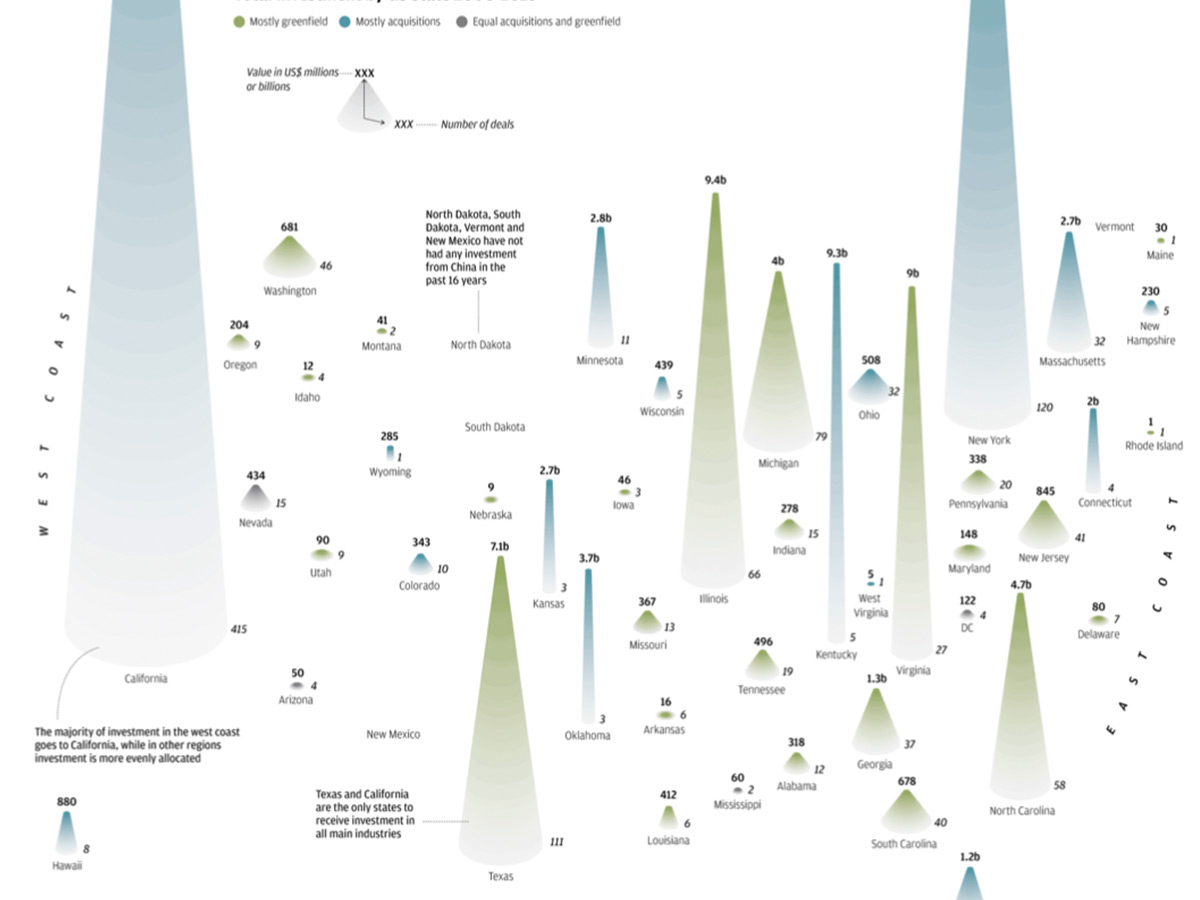 Mostly greenfield
Mostly acquisitions
Equal acquisitions and greenfield
Value in US$ millions
or billions
XXX
XXX
Number of deals
WEST COAST
415
California
The majority of investment in the west coast
goes to California, while in other regions
investment is more evenly allocated
681
46
Washington
204
9
Oregon
41
2
Montana
12
4
Idaho
North Dakota, South
Dakota, Vermont and
New Mexico have not
had any investment
from China in the
past 16 years
North Dakota
South Dakota
285
1
Wyoming
434
15
Nevada
90
9
Utah
343
10
Colorado
9
Nebraska
50
4
Arizona
New Mexico
880
8
Hawaii
Texas and California
are the only states to
receive investment in
all main industries
7.1b
111
Texas
2.8b
11
Minnesota
439
5
Wisconsin
2.7b
3
Kansas
46
3
Iowa
3.7b
3
Oklahoma
367
13
Missouri
16
6
Arkansas
412
6
Louisiana
9.4b
66
Illinois
4b
79
Michigan
278
15
Indiana
9.3b
5
Kentucky
508
32
Ohio
5
1
West
Virginia
9b
27
Virginia
496
19
Tennessee
60
2
Mississippi
318
12
Alabama
1.3b
37
Georgia
678
40
South Carolina
1.2b
120
New York
338
20
Pennsylvania
148
Maryland
122
4
DC
845
41
New Jersey
4.7b
58
North Carolina
2.7b
32
Massachusetts
Vermont
30
1
Maine
230
5
New
Hampshire
2b
4
Connecticut
1
1
Rhode Island
80
7
Delaware
EAST COAST